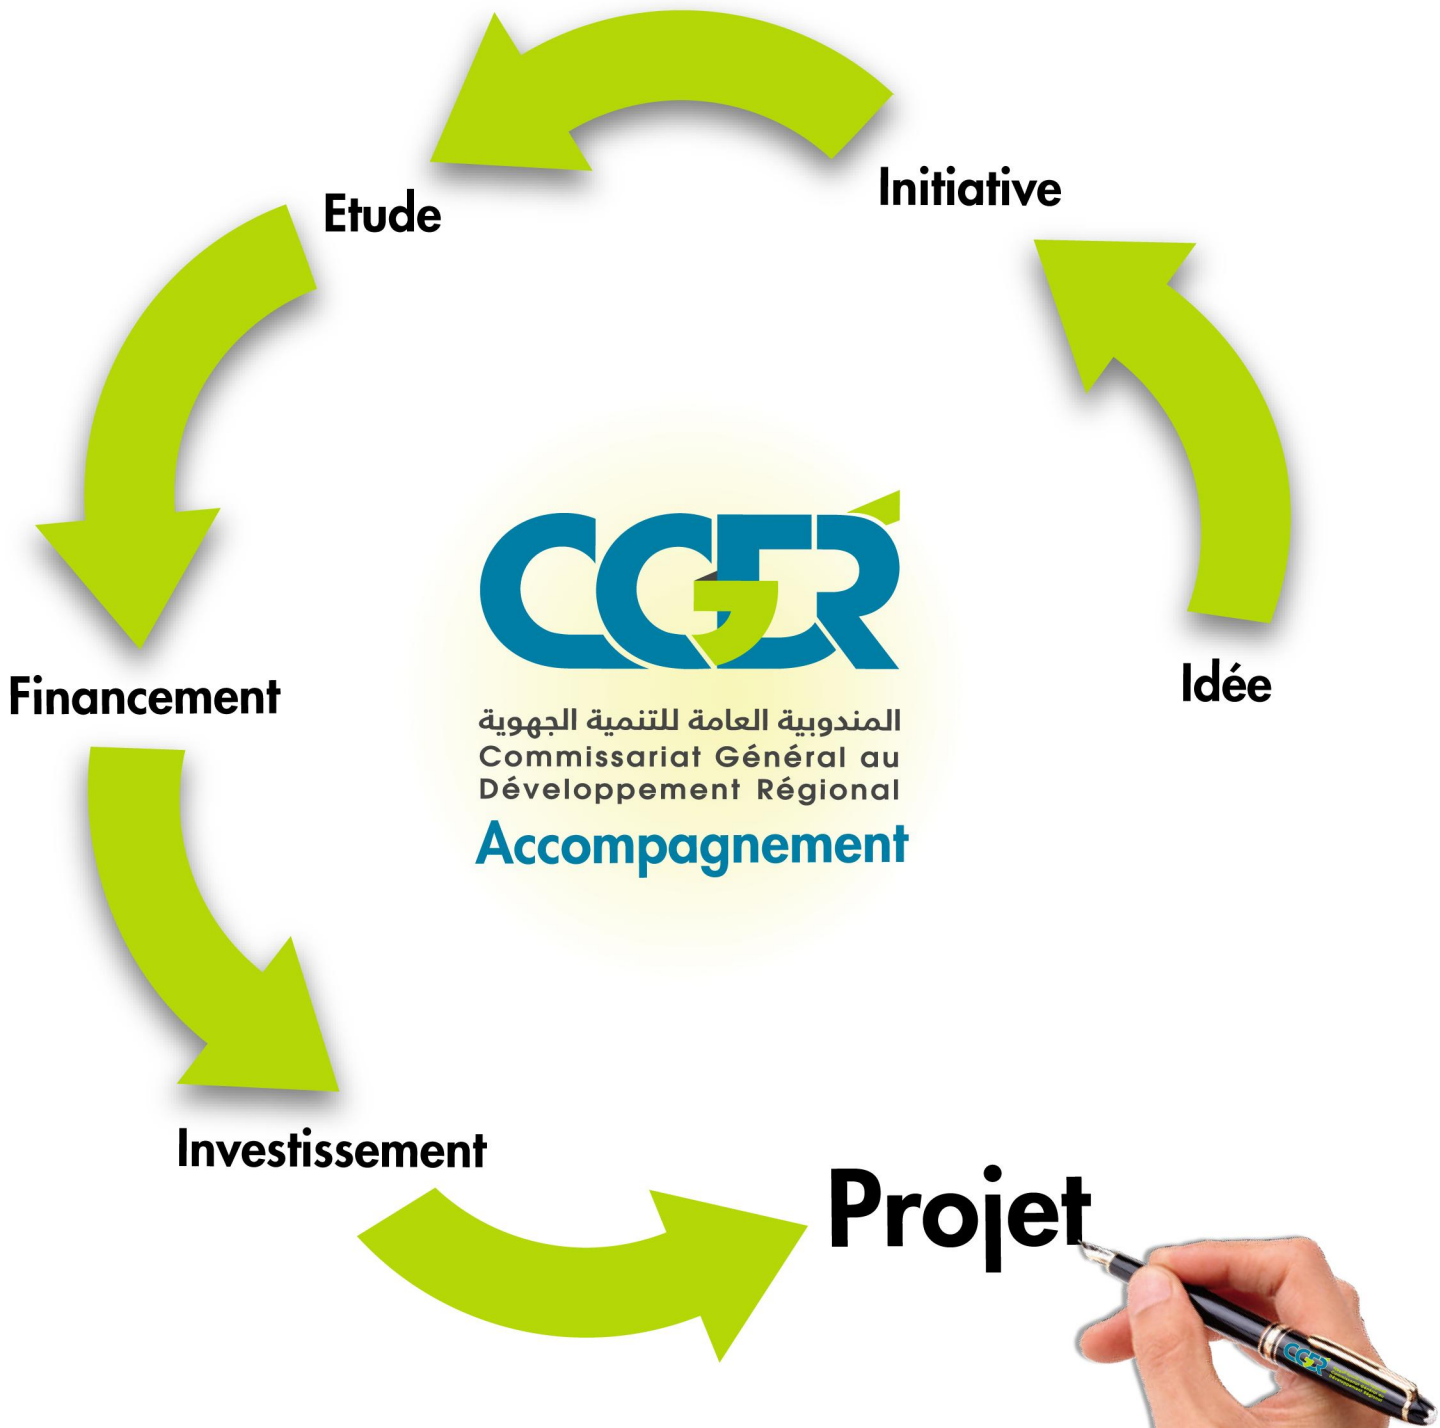 Initiative
Etude
Idée
Financement
Investissement
Projet
CGDR
المندوبية العامة للتنمية الجهوية
Commissariat Général au
Développement Régional
Accompagnement